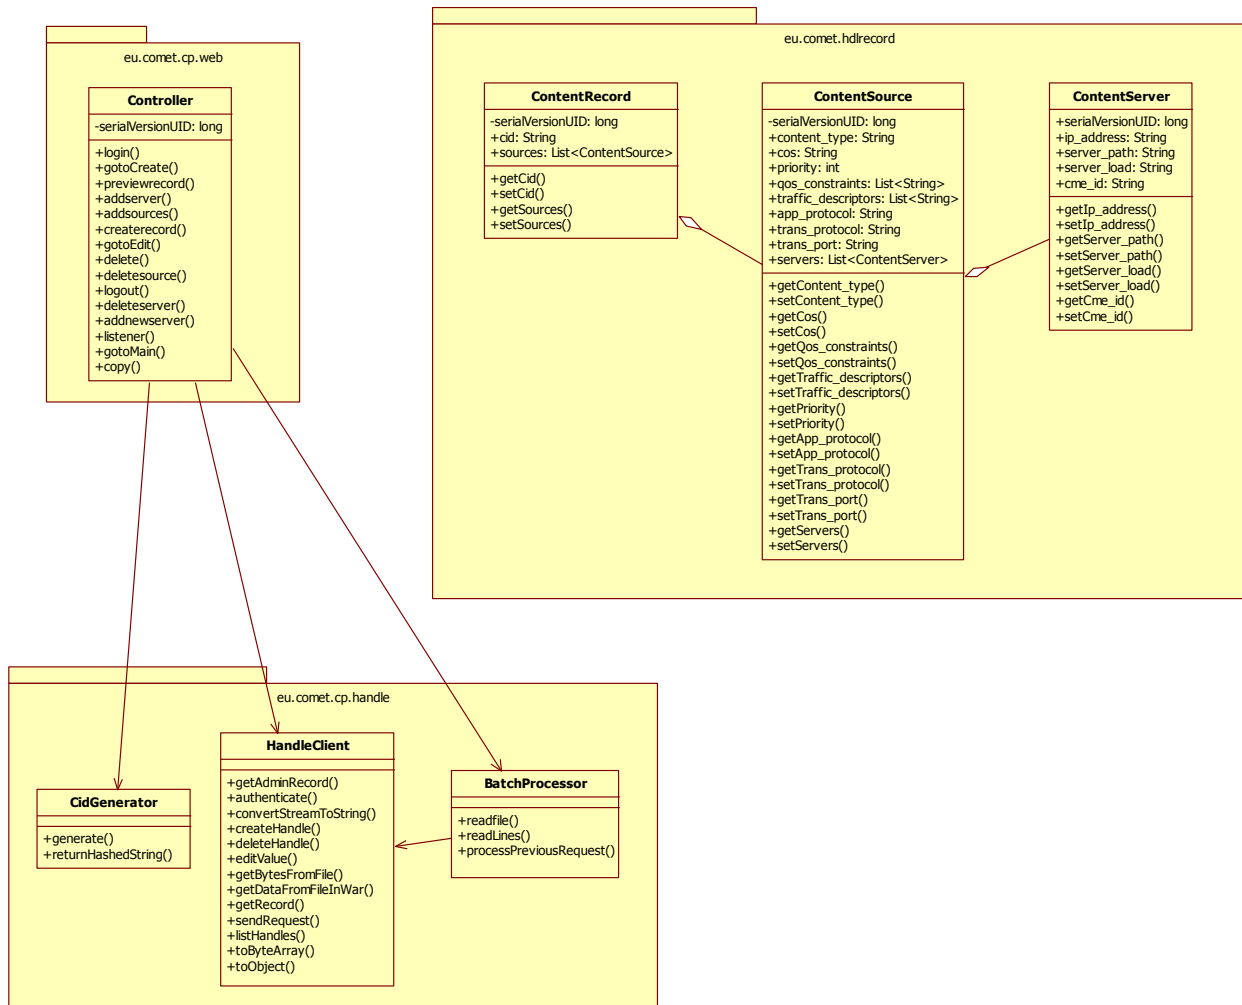 eu.comet.cp.web
Controller
-serialVersionUID: long
+login()
+gotoCreate()
+previewrecord()
+addserver()
+addsources()
+createrecord()
+gotoEdit()
+delete()
+deletesource()
+logout()
+deleteserver()
+addnewserver()
+listener()
+gotoMain()
+copy()
eu.comet.hdlrecord
ContentRecord
-serialVersionUID: long
+cid: String
+sources: List<ContentSource>
+getCid()
+setCid()
+getSources()
+setSources()
ContentSource
-serialVersionUID: long
+content_type: String
+cos: String
+priority: int
+qos_constraints: List<String>
+traffic_descriptors: List<String>
+app_protocol: String
+trans_protocol: String
+trans_port: String
+servers: List<ContentServer>
+getContent_type()
+setContent_type()
+getCos()
+setCos()
+getQos_constraints()
+setQos_constraints()
+getTraffic_descriptors()
+setTraffic_descriptors()
+getPriority()
+setPriority()
+getApp_protocol()
+setApp_protocol()
+getTrans_protocol()
+setTrans_protocol()
+getTrans_port()
+setTrans_port()
+getServers()
+setServers()
ContentServer
+serialVersionUID: long
+ip_address: String
+server_path: String
+server_load: String
+cme_id: String
+getIp_address()
+setIp_address()
+getServer_path()
+setServer_path()
+getServer_load()
+setServer_load()
+getCme_id()
+setCme_id()
eu.comet.cp.handle
CidGenerator
+generate()
+returnHashedString()
HandleClient
+getAdminRecord()
+authenticate()
+convertStreamToString()
+createHandle()
+deleteHandle()
+editValue()
+getBytesFromFile()
+getDataFromFileInWar()
+getRecord()
+sendRequest()
+listHandles()
+toByteArray()
+toObject()
BatchProcessor
+readfile()
+readLines()
+processPreviousRequest()